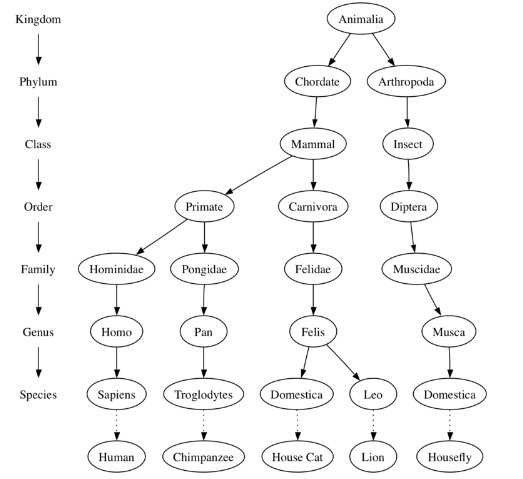 Kingdom
Animalia
Phylum
Chordate
Arthropoda
Class
Mammal
Insect
Order
Primate
Carnivora
Diptera
Family
Hominidae
Pongidae
Felidae
Muscidae
Genus
Homo
Pan
Felis
Musca
Species
Sapiens
Troglodytes
Domestica
Leo
Domestica
Human
Chimpanzee
House Cat
Lion
Housefly